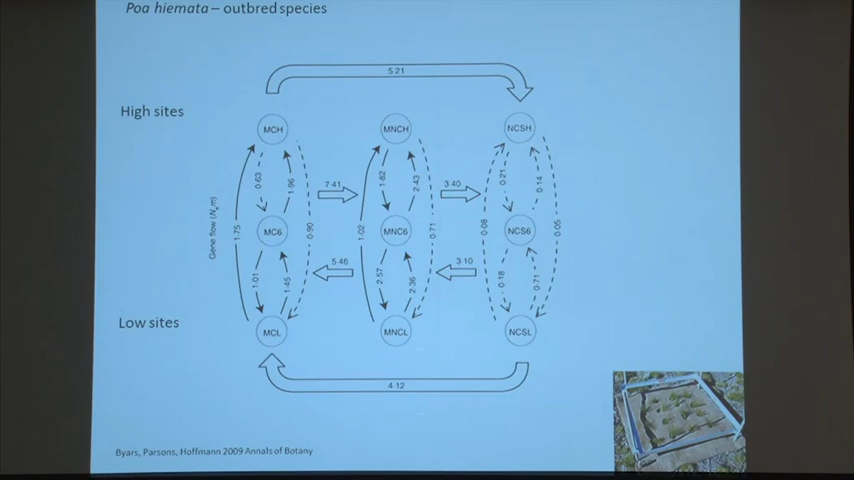 Poa hiemata – outbred species
5·21
High sites
MCH
MNCH
NCSH
0·63
1·96
7·41
1·82
2·43
3·40
0·21
0·14
Gene flow (Nem)
1·75
MC6
0·90
1·02
MNC6
0·71
0·08
NCS6
0·05
5·46
3·10
1·01
1·45
2·57
2·36
0·18
0·71
Low sites
MCL
MNCL
NCSL
4·12
Byars, Parsons, Hoffmann 2009 Annals of Botany